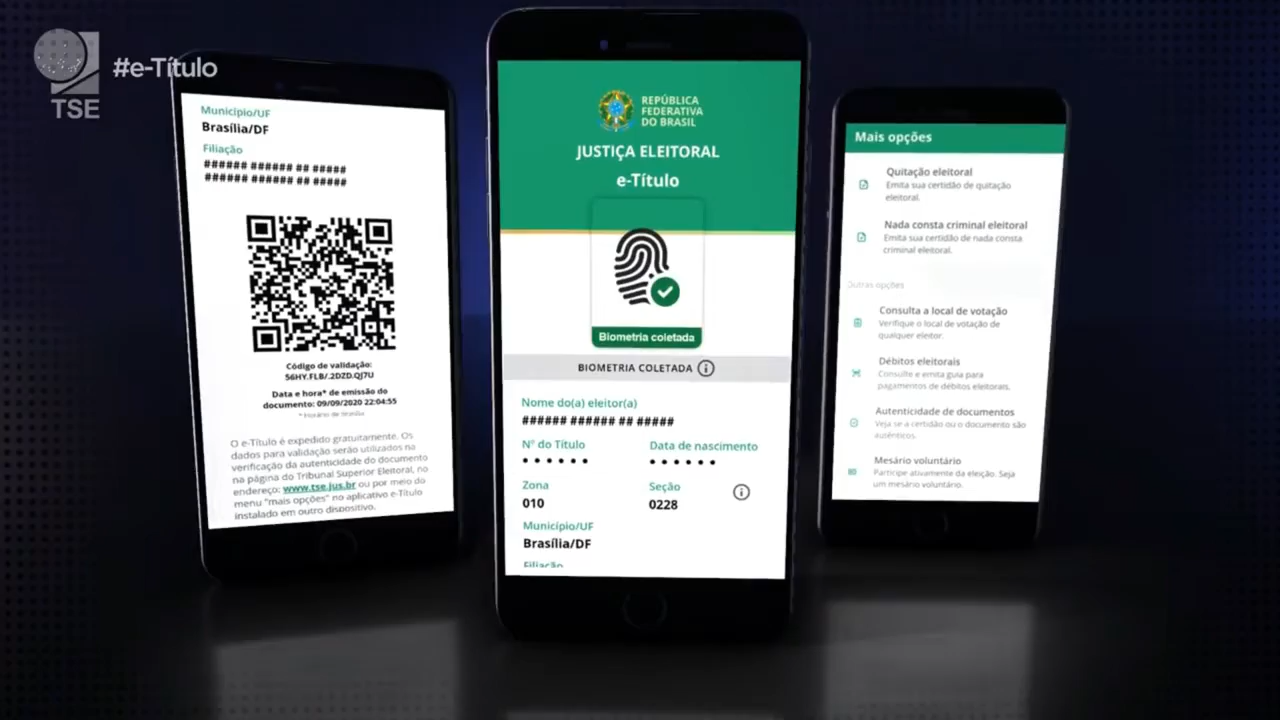 TSE
#e-Título
Município/UF
Brasília/DF
Filiação
###### ###### ## #####
###### ###### ## #####
Código de validação:
56HY.FLB/.2DZD.QJ7U
Data e hora* de emissão do
documento: 09/09/2020 22:04:55
* Horário de Brasília
O e-Título é expedido gratuitamente. Os
dados para validação serão utilizados na
verificação da autenticidade do documento
na página do Tribunal Superior Eleitoral, no
endereço: www.tse.jus.br ou por meio do
menu "mais opções" no aplicativo e-Título
instalado em outro dispositivo.
REPÚBLICA
FEDERATIVA
DO BRASIL
JUSTIÇA ELEITORAL
e-Título
Biometria coletada
BIOMETRIA COLETADA
Nome do(a) eleitor(a)
###### ###### ## #####
Nº do Título
Data de nascimento
• • • • • •
• • • • • •
Zona
Seção
010
0228
Município/UF
Brasília/DF
Filiação
Mais opções
Quitação eleitoral
Emita sua certidão de quitação
eleitoral.
Nada consta criminal eleitoral
Emita sua certidão de nada consta
criminal eleitoral.
Outras opções
Consulta a local de votação
Verifique o local de votação de
qualquer eleitor.
Débitos eleitorais
Consulte e emita guia para
pagamentos de débitos eleitorais.
Autenticidade de documentos
Veja se a certidão ou o documento são
autênticos.
Mesário voluntário
Participe ativamente da eleição. Seja
um mesário voluntário.